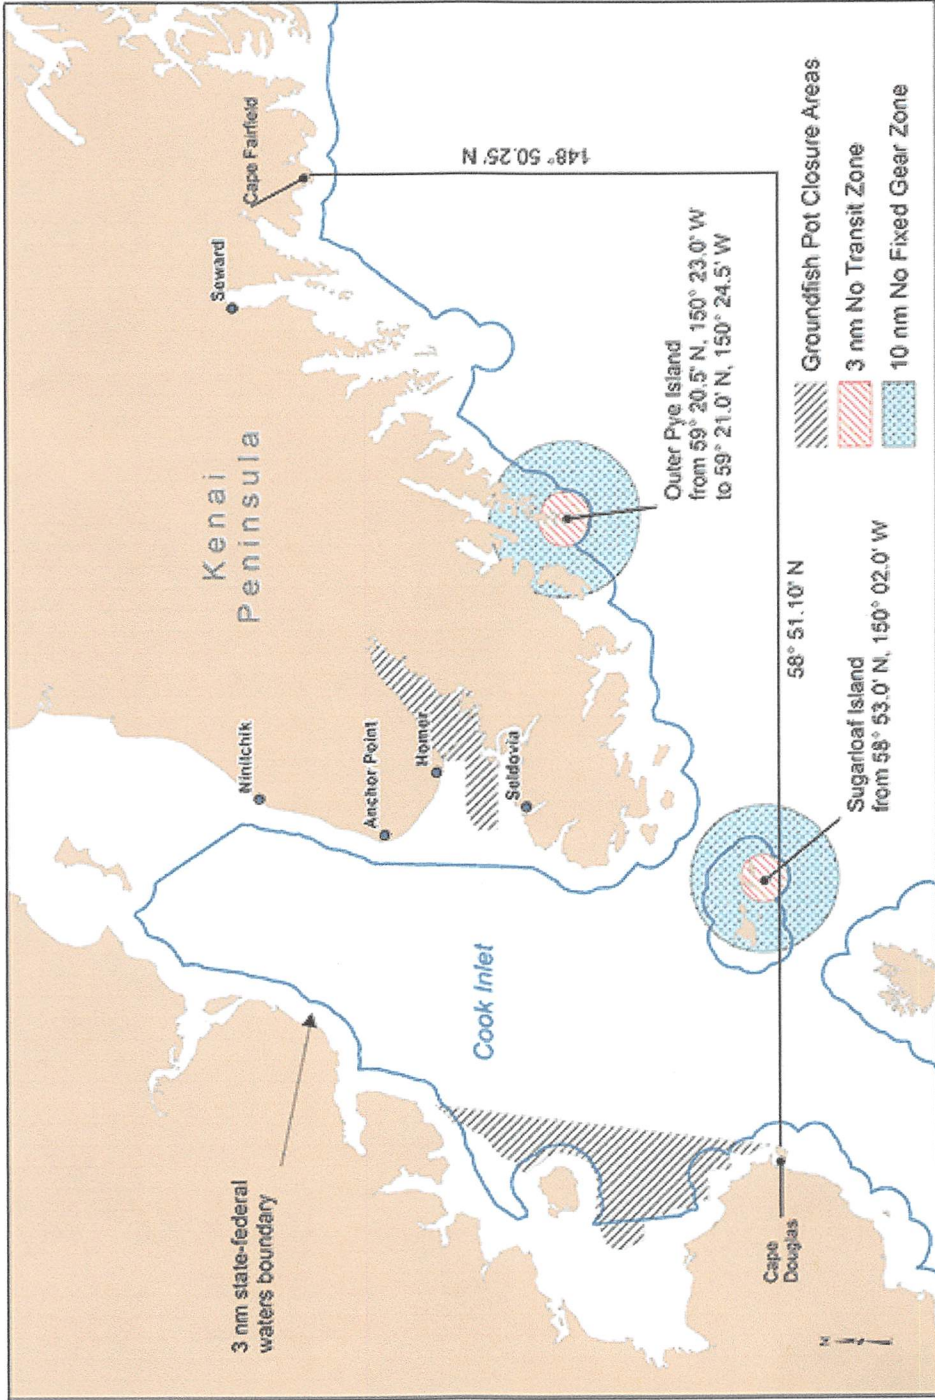 Cape Fairfield
Seward
Kenai
Peninsula
148° 50.25' N
Ninilchik
Anchor Point
Homer
Seldovia
Outer Pye Island
from 59° 20.5' N, 150° 23.0' W
to 59° 21.0' N, 150° 24.5' W
Cook Inlet
3 nm state-federal
waters boundary
58° 51.10' N
Sugarloaf Island
from 58° 53.0' N, 150° 02.0' W
Cape
Douglas
Groundfish Pot Closure Areas
3 nm No Transit Zone
10 nm No Fixed Gear Zone
N